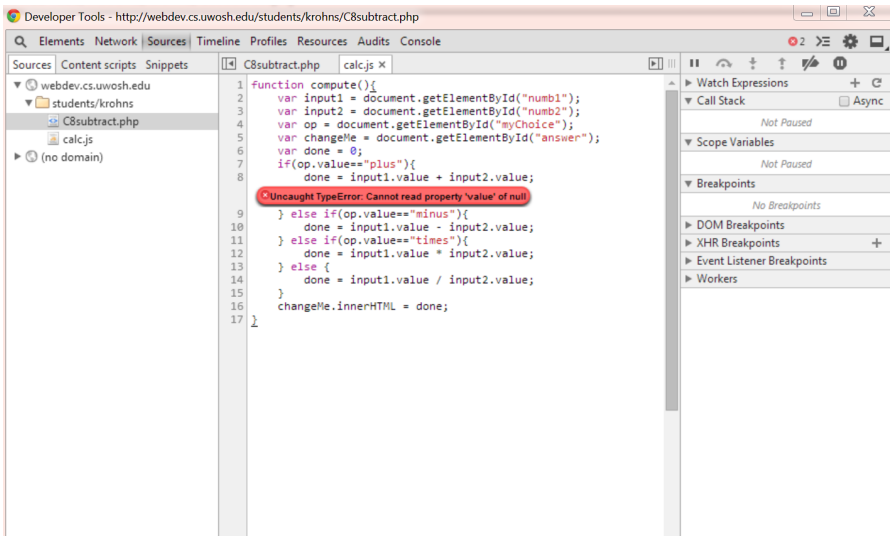 Developer Tools - http://webdev.cs.uwosh.edu/students/krohns/C8subtract.php
Elements Network Sources Timeline Profiles Resources Audits Console
2
Sources Content scripts Snippets
webdev.cs.uwosh.edu
students/krohns
C8subtract.php
calc.js
(no domain)
C8subtract.php calc.js ×
1 function compute(){
2 var input1 = document.getElementById("numb1");
3 var input2 = document.getElementById("numb2");
4 var op = document.getElementById("myChoice");
5 var changeMe = document.getElementById("answer");
6 var done = 0;
7 if(op.value=="plus"){
8 done = input1.value + input2.value;
Uncaught TypeError: Cannot read property 'value' of null
9 } else if(op.value=="minus"){
10 done = input1.value - input2.value;
11 } else if(op.value=="times"){
12 done = input1.value * input2.value;
13 } else {
14 done = input1.value / input2.value;
15 }
16 changeMe.innerHTML = done;
17 }
Watch Expressions
Call Stack Async
Not Paused
Scope Variables
Not Paused
Breakpoints
No Breakpoints
DOM Breakpoints
XHR Breakpoints
Event Listener Breakpoints
Workers